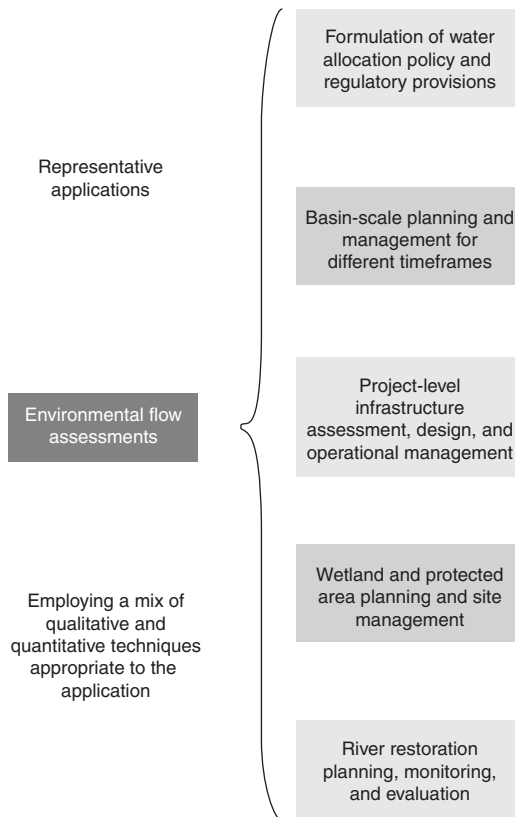 Formulation of water
allocation policy and
regulatory provisions
Representative
applications
Basin-scale planning and
management for
different timeframes
Environmental flow
assessments
Project-level
infrastructure
assessment, design, and
operational management
Wetland and protected
area planning and site
management
Employing a mix of
qualitative and
quantitative techniques
appropriate to the
application
River restoration
planning, monitoring,
and evaluation